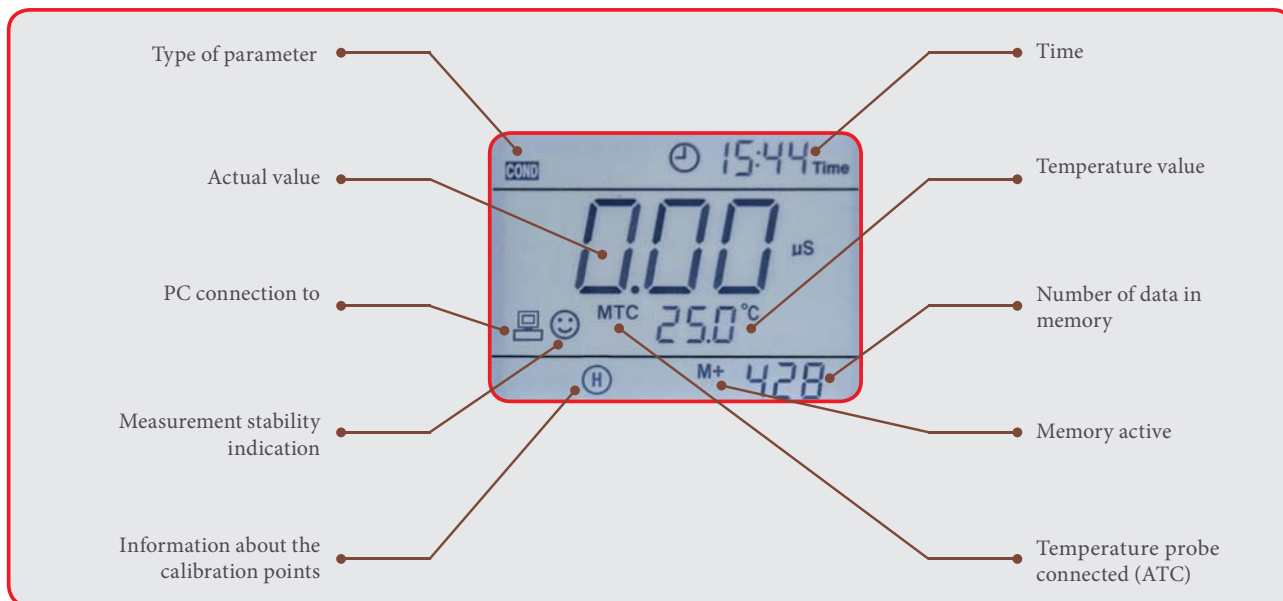 Type of parameter
Actual value
PC connection to
Measurement stability
indication
Information about the
calibration points
COND
15:44 Time
0.00 µS
MTC 25.0 °C
H
M+ 428
Time
Temperature value
Number of data in
memory
Memory active
Temperature probe
connected (ATC)